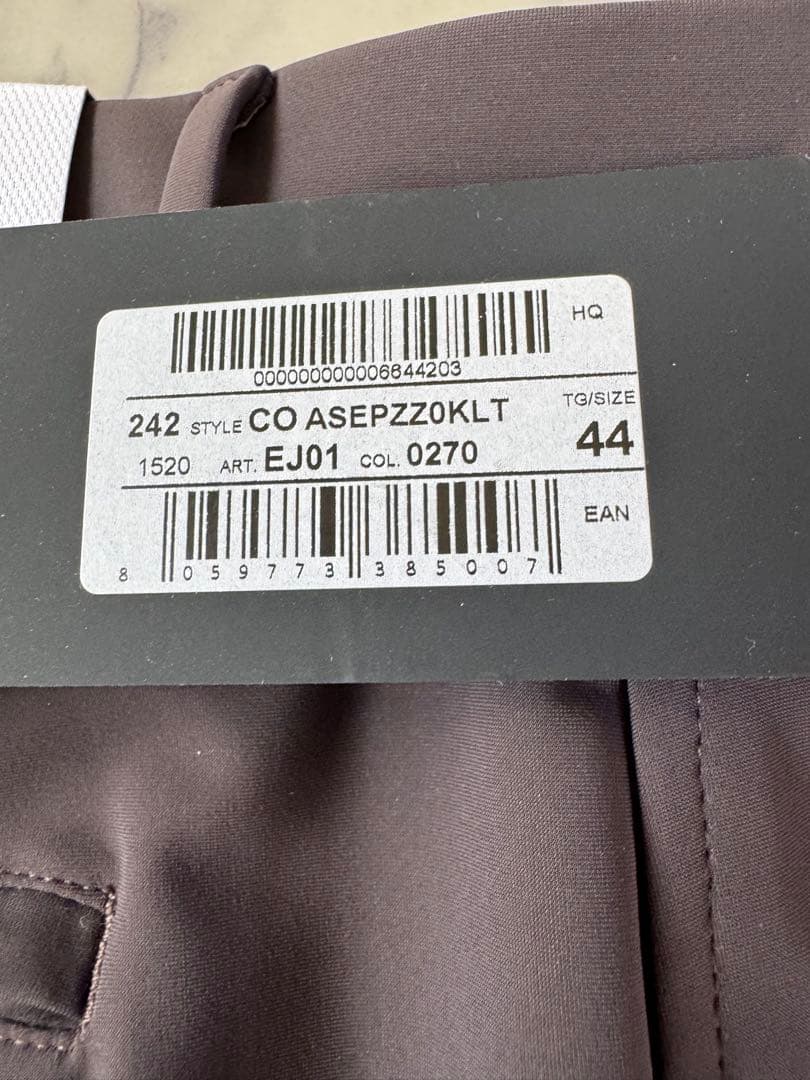 HQ
000000000006844203
242 STYLE CO ASEPZZ0KLT TG/SIZE
1520 ART. EJ01 COL. 0270 44
EAN
8 059773 385007